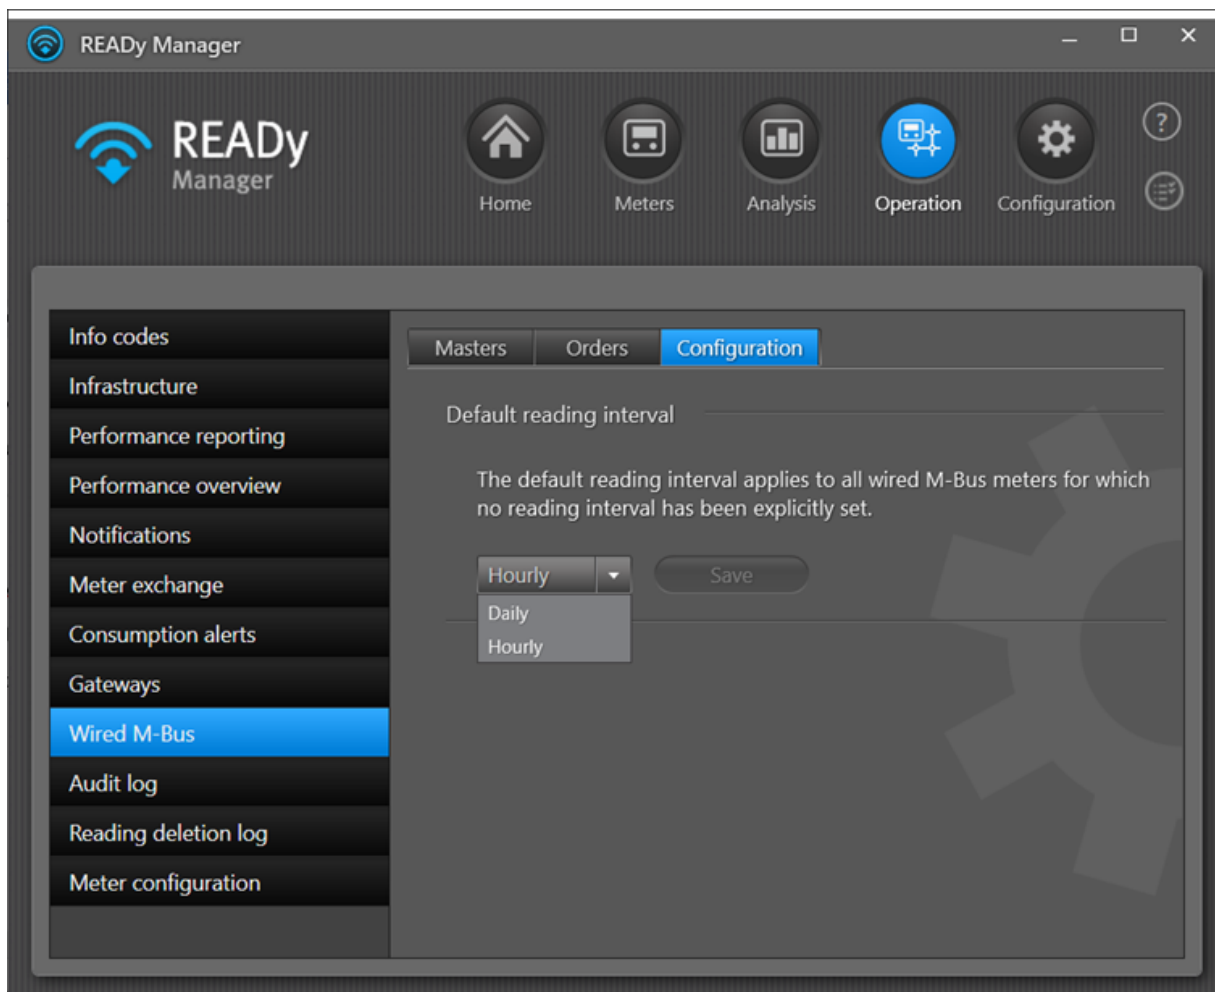 READy Manager
READy
Manager
?
Home
Meters
Analysis
Operation
Configuration
Info codes
Infrastructure
Performance reporting
Performance overview
Notifications
Meter exchange
Consumption alerts
Gateways
Wired M-Bus
Audit log
Reading deletion log
Meter configuration
Masters
Orders
Configuration
Default reading interval
The default reading interval applies to all wired M-Bus meters for which
no reading interval has been explicitly set.
Hourly
Save
Daily
Hourly